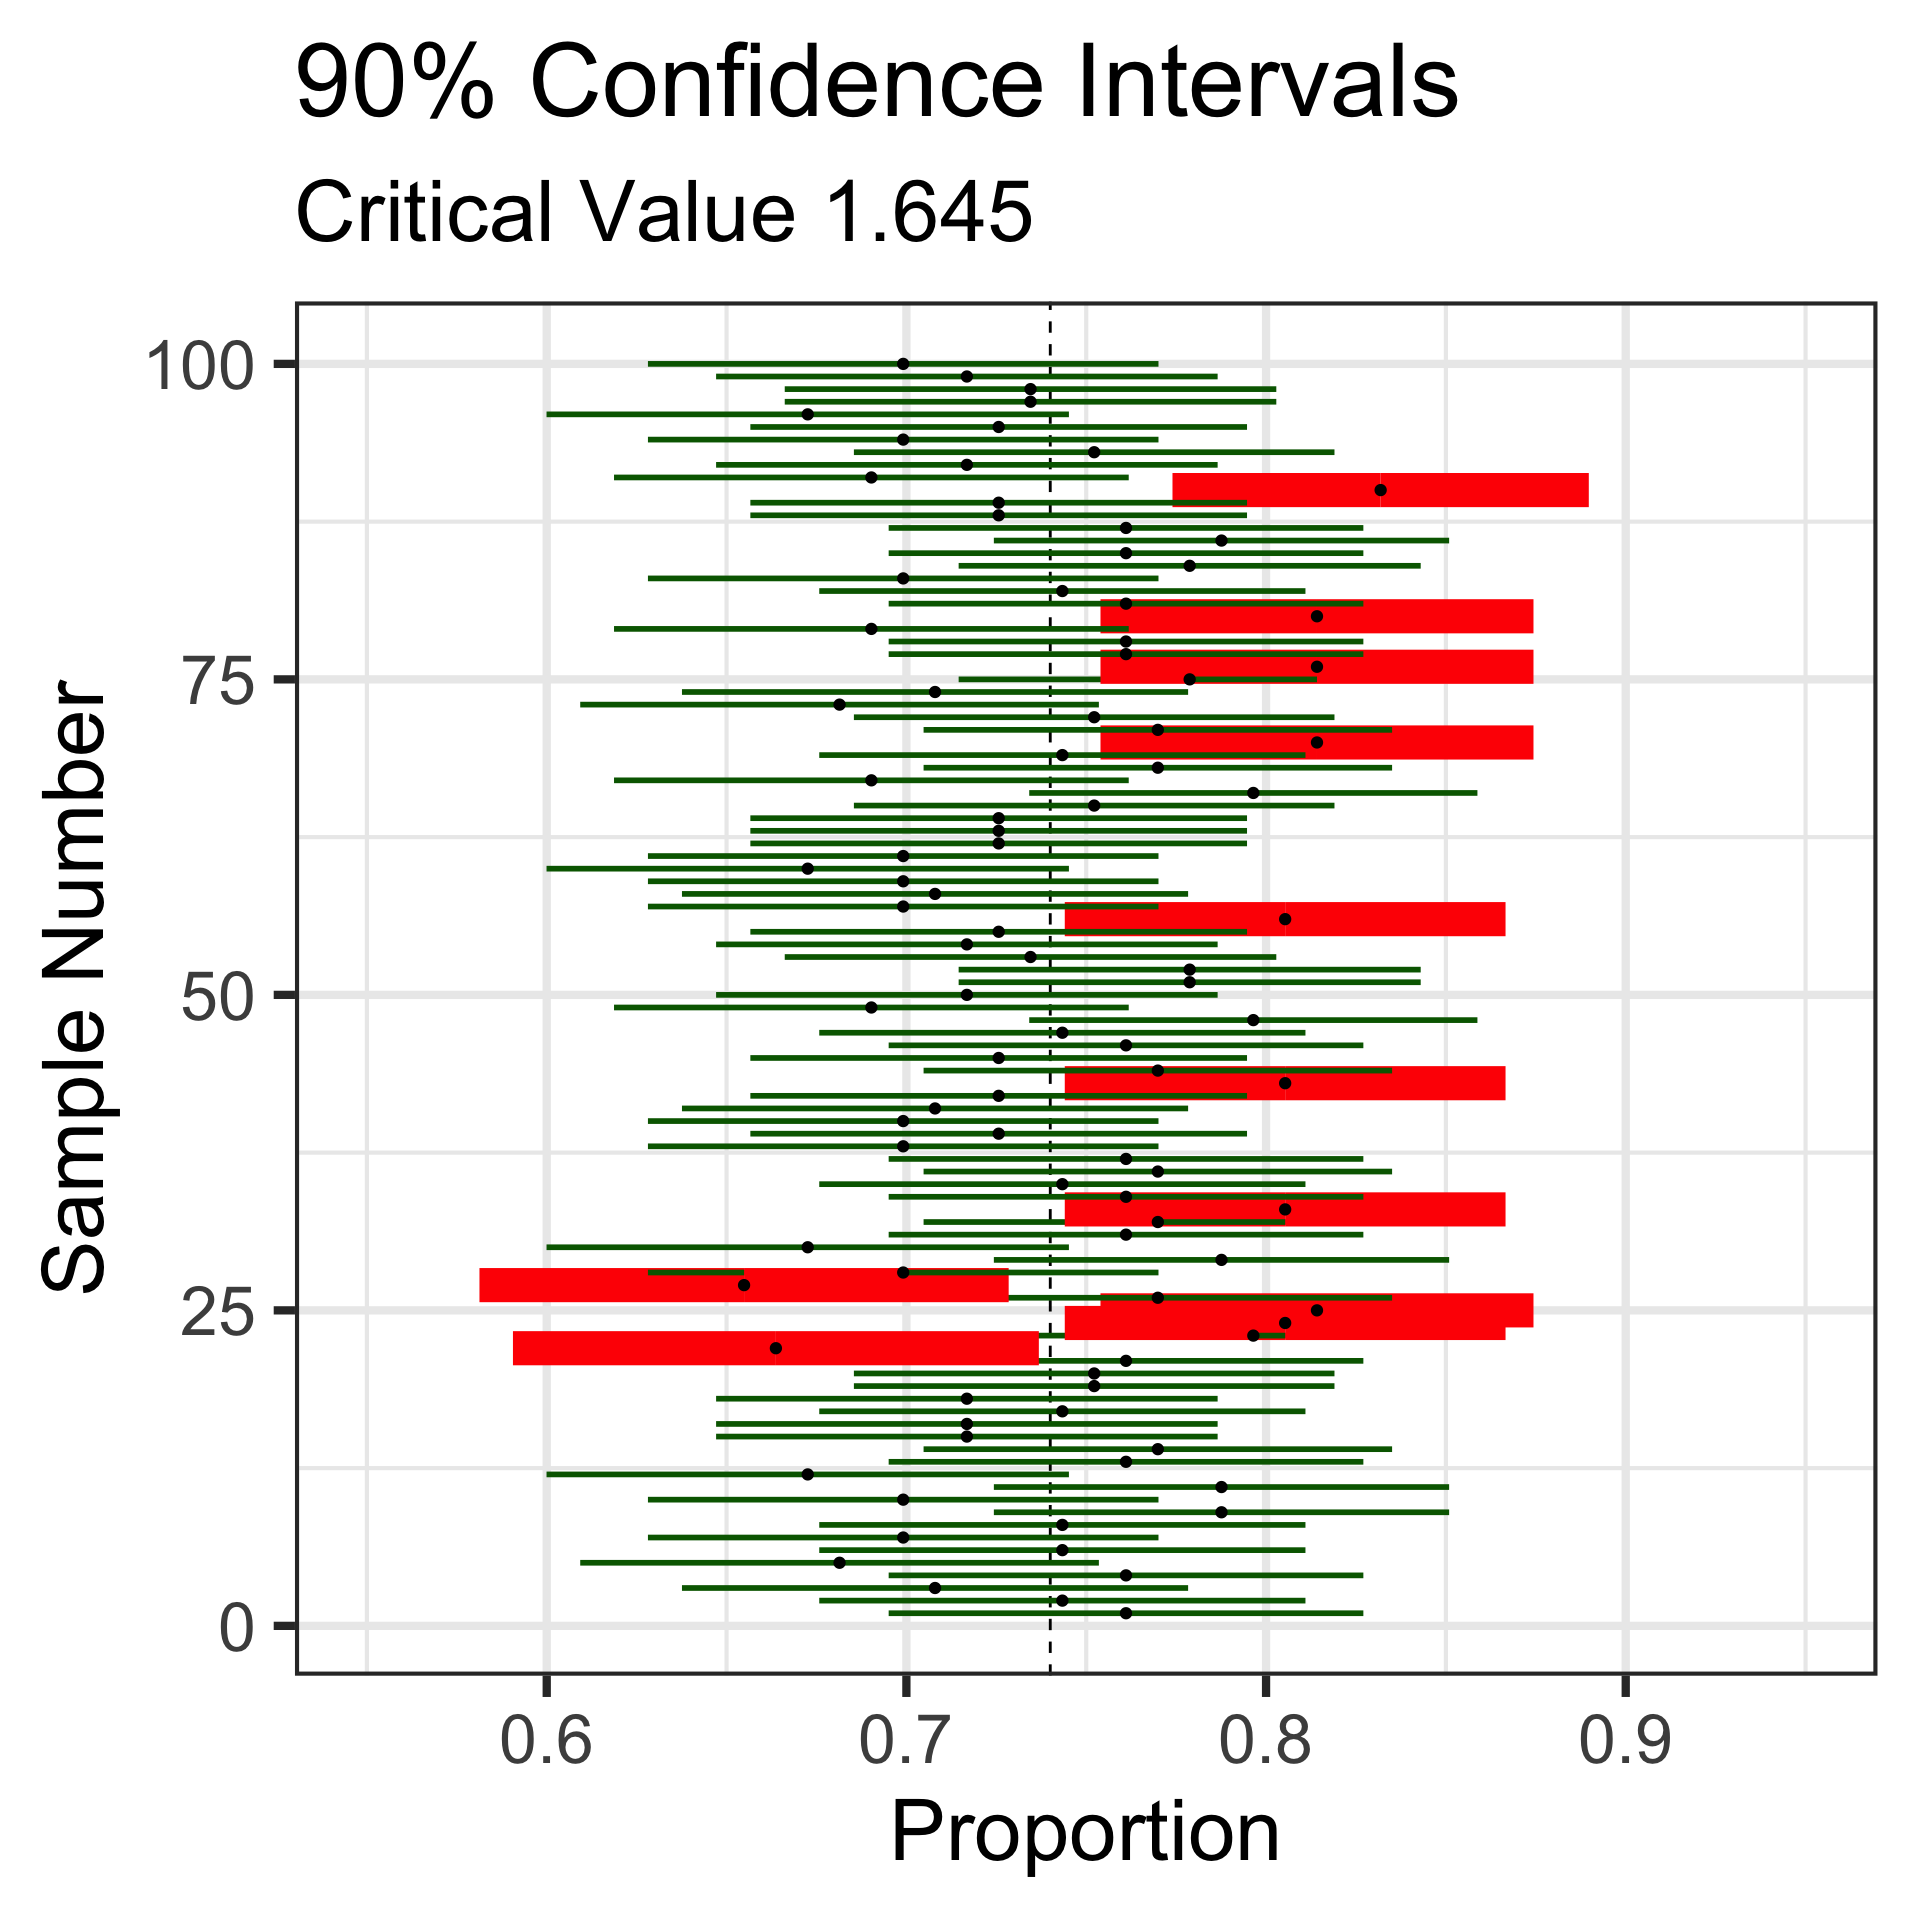 90% Confidence Intervals
Critical Value 1.645
100
75
50
25
0
Sample Number
0.6 0.7 0.8 0.9
Proportion